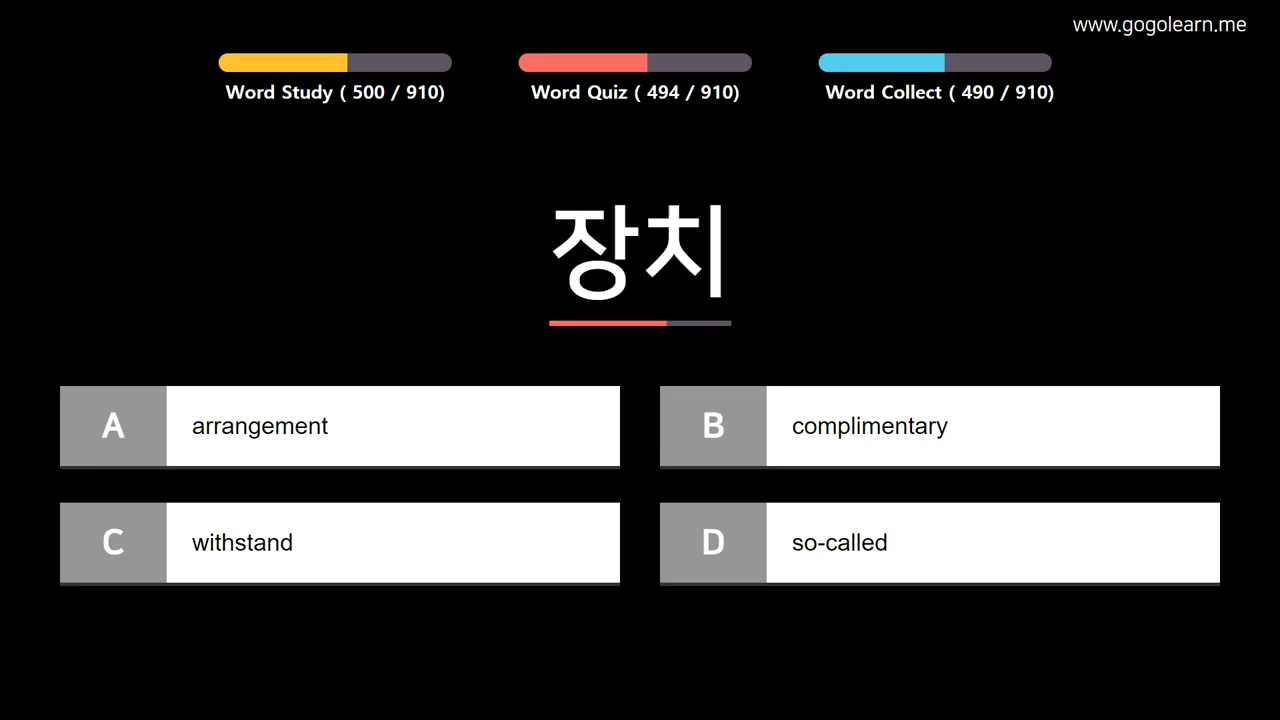 www.gogolearn.me
Word Study ( 500 / 910)
Word Quiz ( 494 / 910)
Word Collect ( 490 / 910)
장치
A arrangement
B complimentary
C withstand
D so-called